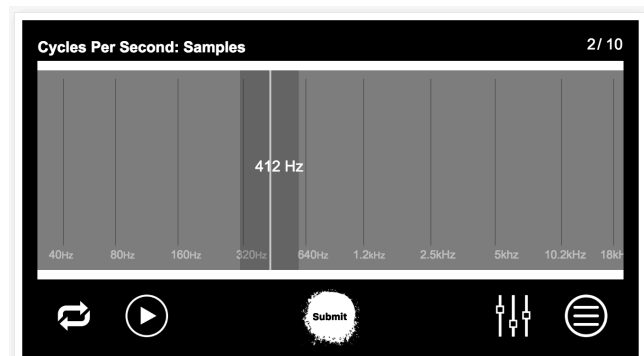 Cycles Per Second: Samples 2/ 10
412 Hz
40Hz 80Hz 160Hz 320Hz 640Hz 1.2kHz 2.5kHz 5khz 10.2kHz 18kH
Submit